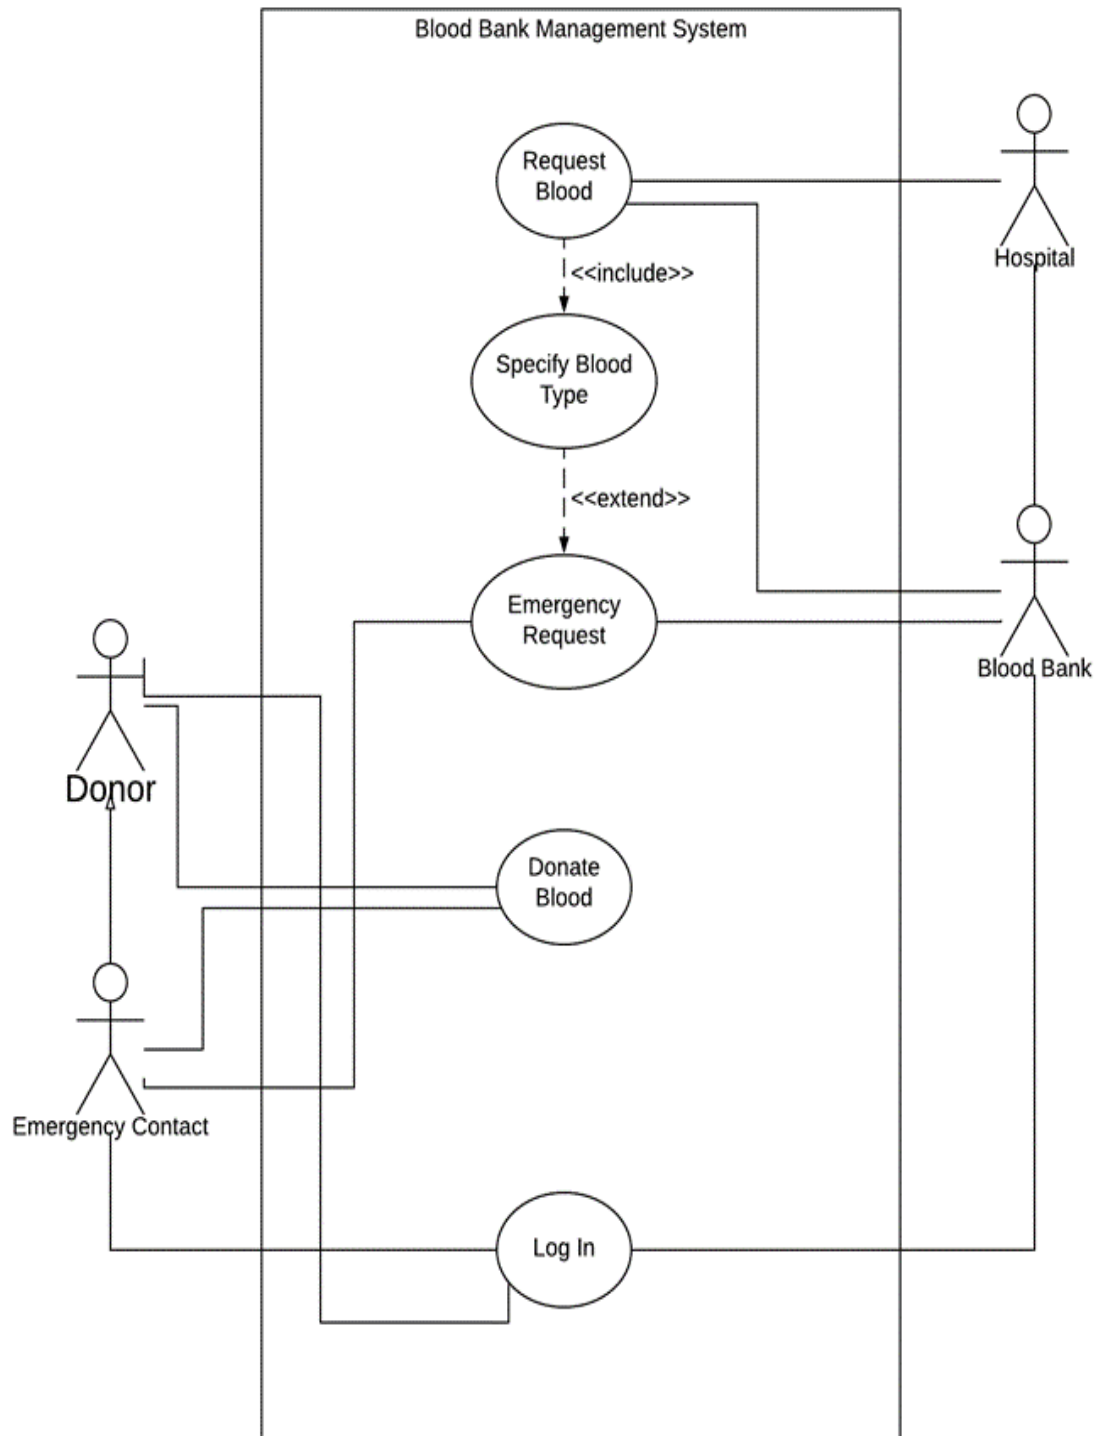 Blood Bank Management System
Request
Blood
Hospital
<<include>>
Specify Blood
Type
<<extend>>
Emergency
Request
Blood Bank
Donor
Donate
Blood
Emergency Contact
Log In